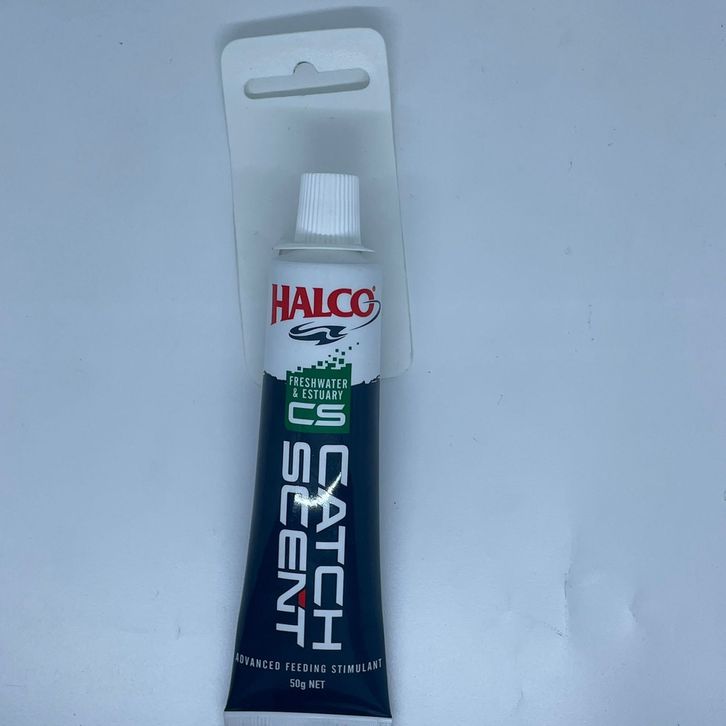 HALCO®
FRESHWATER
& ESTUARY
CS
CATCH
SCENT
ADVANCED FEEDING STIMULANT
50g NET